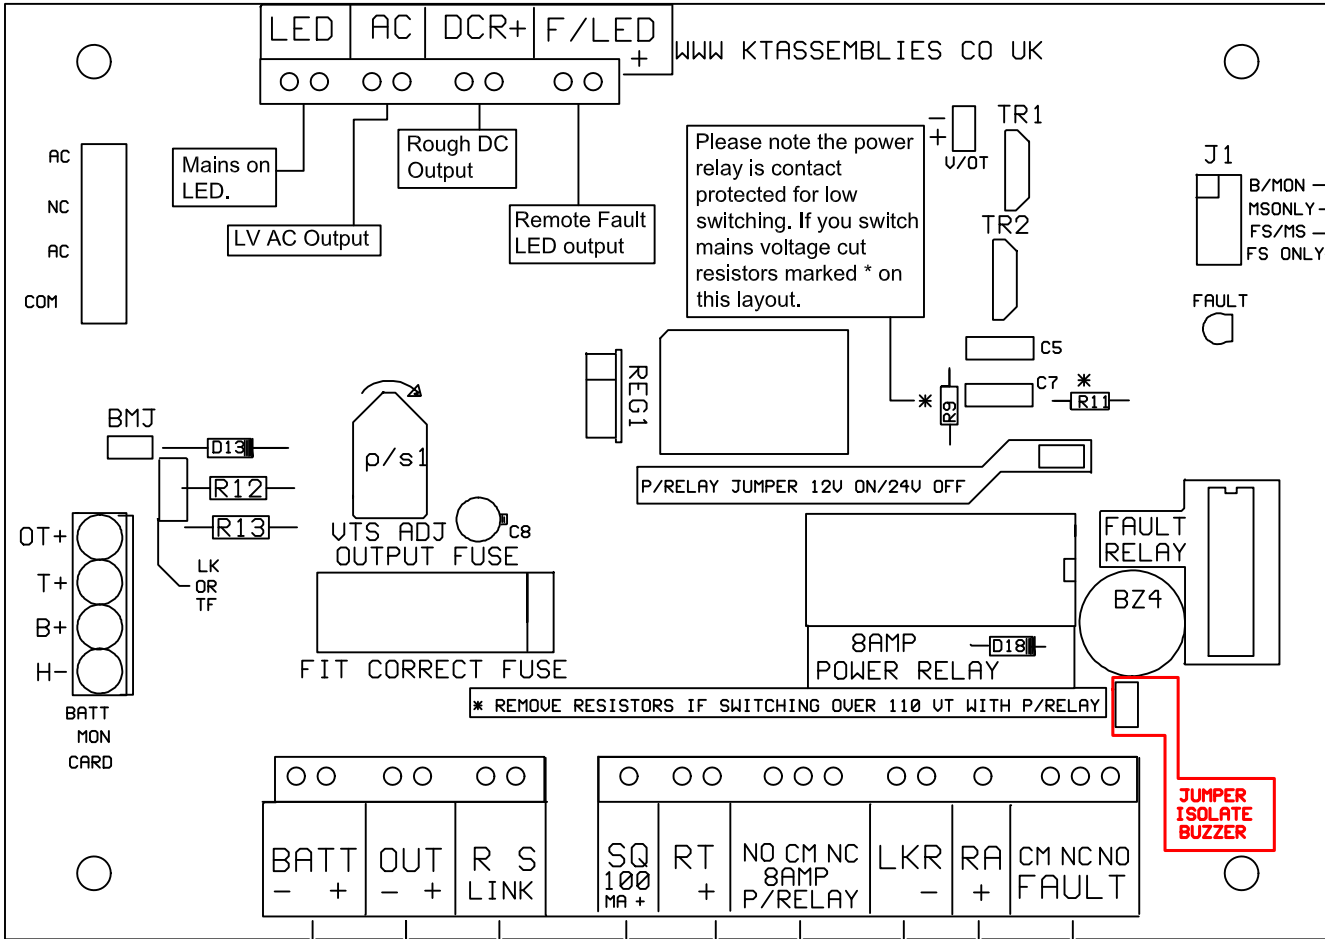 LED AC DCR+ F/LED +
WWW KTASSEMBLIES CO UK
Mains on
LED.
Rough DC
Output
LV AC Output
Remote Fault
LED output
Please note the power
relay is contact
protected for low
switching. If you switch
mains voltage cut
resistors marked * on
this layout.
-
+
V/OT
TR1
TR2
J1
B/MON
MSONLY
FS/MS
FS ONLY
FAULT
AC
NC
AC
COM
C5
C7
*
R11
*
R9
REG1
BMJ
D13
R12
R13
p/s1
VTS ADJ
C8
OUTPUT FUSE
FIT CORRECT FUSE
LK
OR
TF
OT+
T+
B+
H-
BATT
MON
CARD
P/RELAY JUMPER 12V ON/24V OFF
FAULT
RELAY
BZ4
8AMP
POWER RELAY
D18
* REMOVE RESISTORS IF SWITCHING OVER 110 VT WITH P/RELAY
JUMPER
ISOLATE
BUZZER
BATT
- +
OUT
- +
R S
LINK
SQ
100
MA +
RT
+
NO CM NC
8AMP
P/RELAY
LKR
-
RA
+
CM NC NO
FAULT